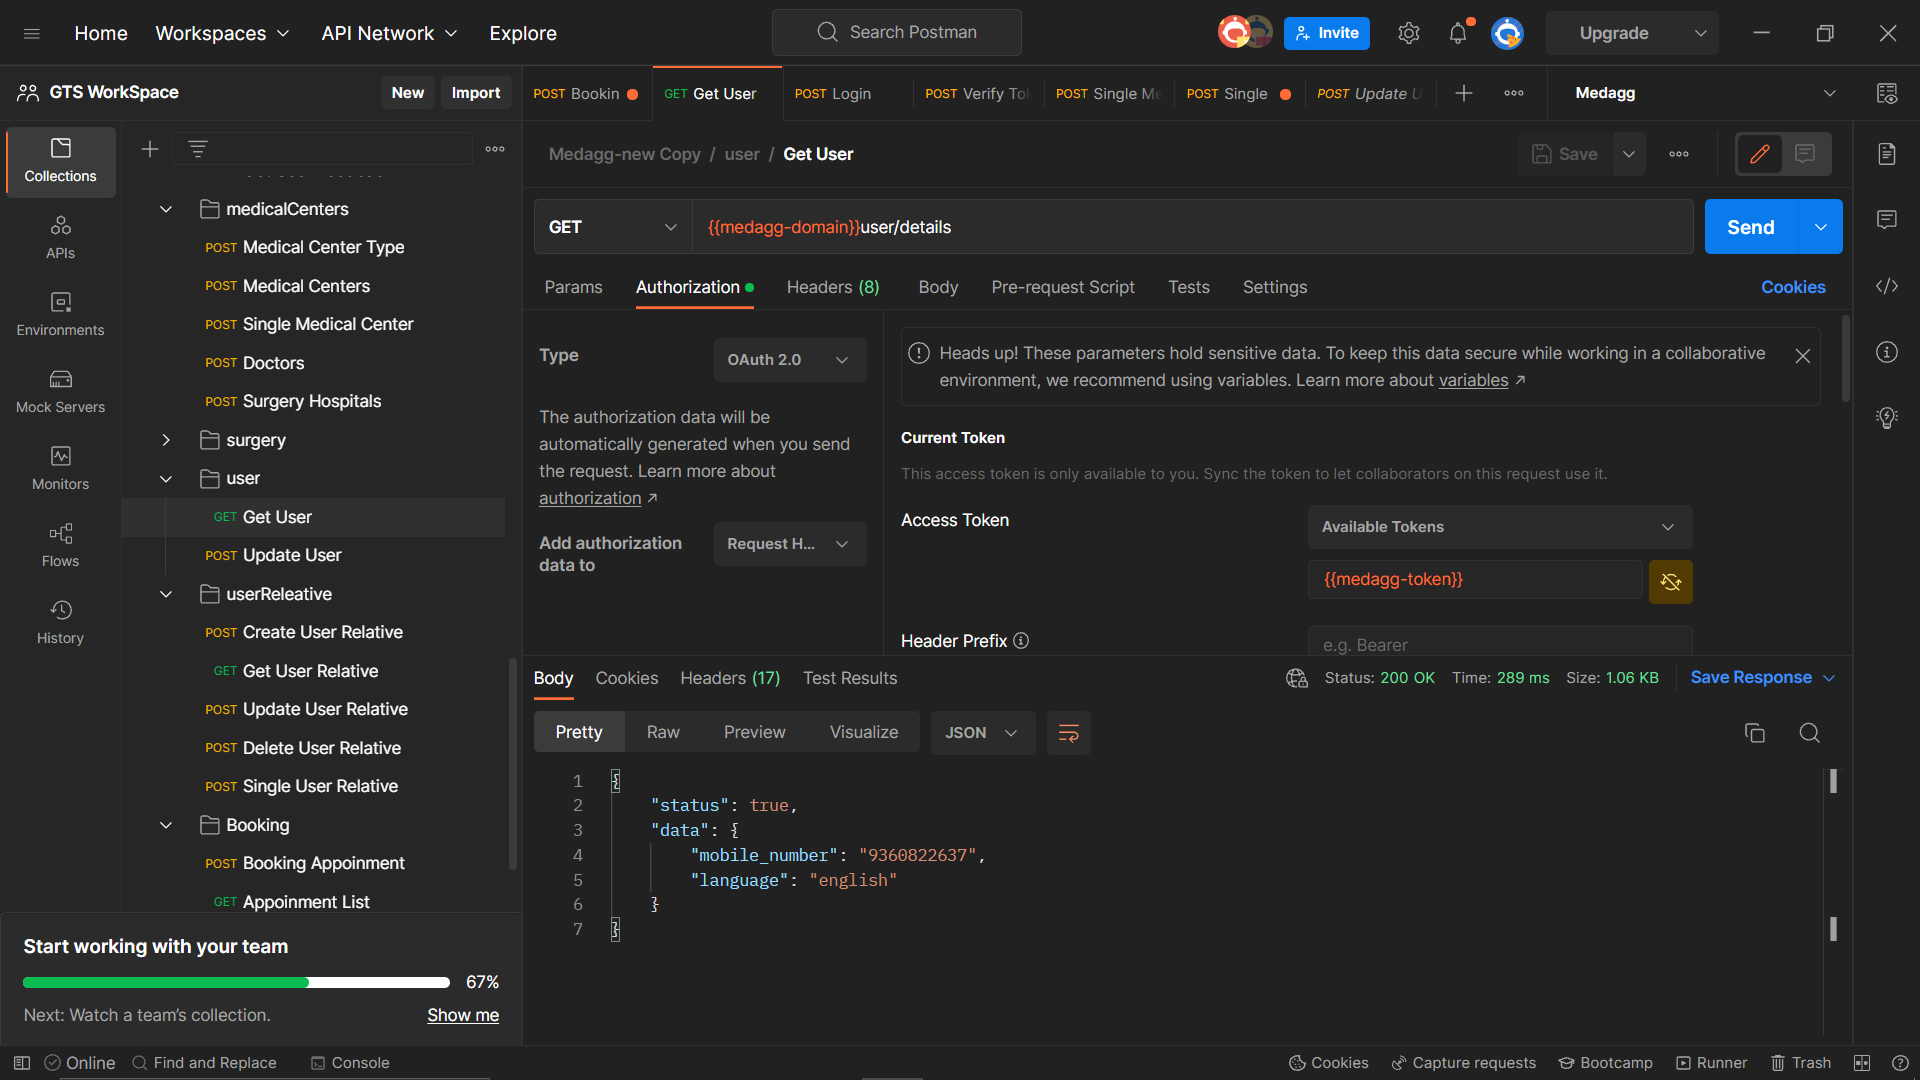 Home
Workspaces
API Network
Explore
Search Postman
Invite
Upgrade
GTS WorkSpace
New
Import
POST Bookin
GET Get User
POST Login
POST Verify To
POST Single Me
POST Single
POST Update U
Medagg
Collections
APIs
Environments
Mock Servers
Monitors
Flows
History
medicalCenters
POST Medical Center Type
POST Medical Centers
POST Single Medical Center
POST Doctors
POST Surgery Hospitals
surgery
user
GET Get User
POST Update User
userReleative
POST Create User Relative
GET Get User Relative
POST Update User Relative
POST Delete User Relative
POST Single User Relative
Booking
POST Booking Appoinment
GET Appoinment List
Start working with your team
67%
Next: Watch a team's collection.
Show me
Medagg-new Copy / user / Get User
Save
GET
{{medagg-domain}}user/details
Send
Params
Authorization
Headers (8)
Body
Pre-request Script
Tests
Settings
Cookies
Type
OAuth 2.0
The authorization data will be
automatically generated when you send
the request. Learn more about
authorization ↗
Add authorization
data to
Request H...
Heads up! These parameters hold sensitive data. To keep this data secure while working in a collaborative
environment, we recommend using variables. Learn more about variables ↗
Current Token
This access token is only available to you. Sync the token to let collaborators on this request use it.
Access Token
Available Tokens
{{medagg-token}}
Header Prefix
e.g. Bearer
Body
Cookies
Headers (17)
Test Results
Status: 200 OK
Time: 289 ms
Size: 1.06 KB
Save Response
Pretty
Raw
Preview
Visualize
JSON
1 {
2 "status": true,
3 "data": {
4 "mobile_number": "9360822637",
5 "language": "english"
6 }
7 }
Online
Find and Replace
Console
Cookies
Capture requests
Bootcamp
Runner
Trash